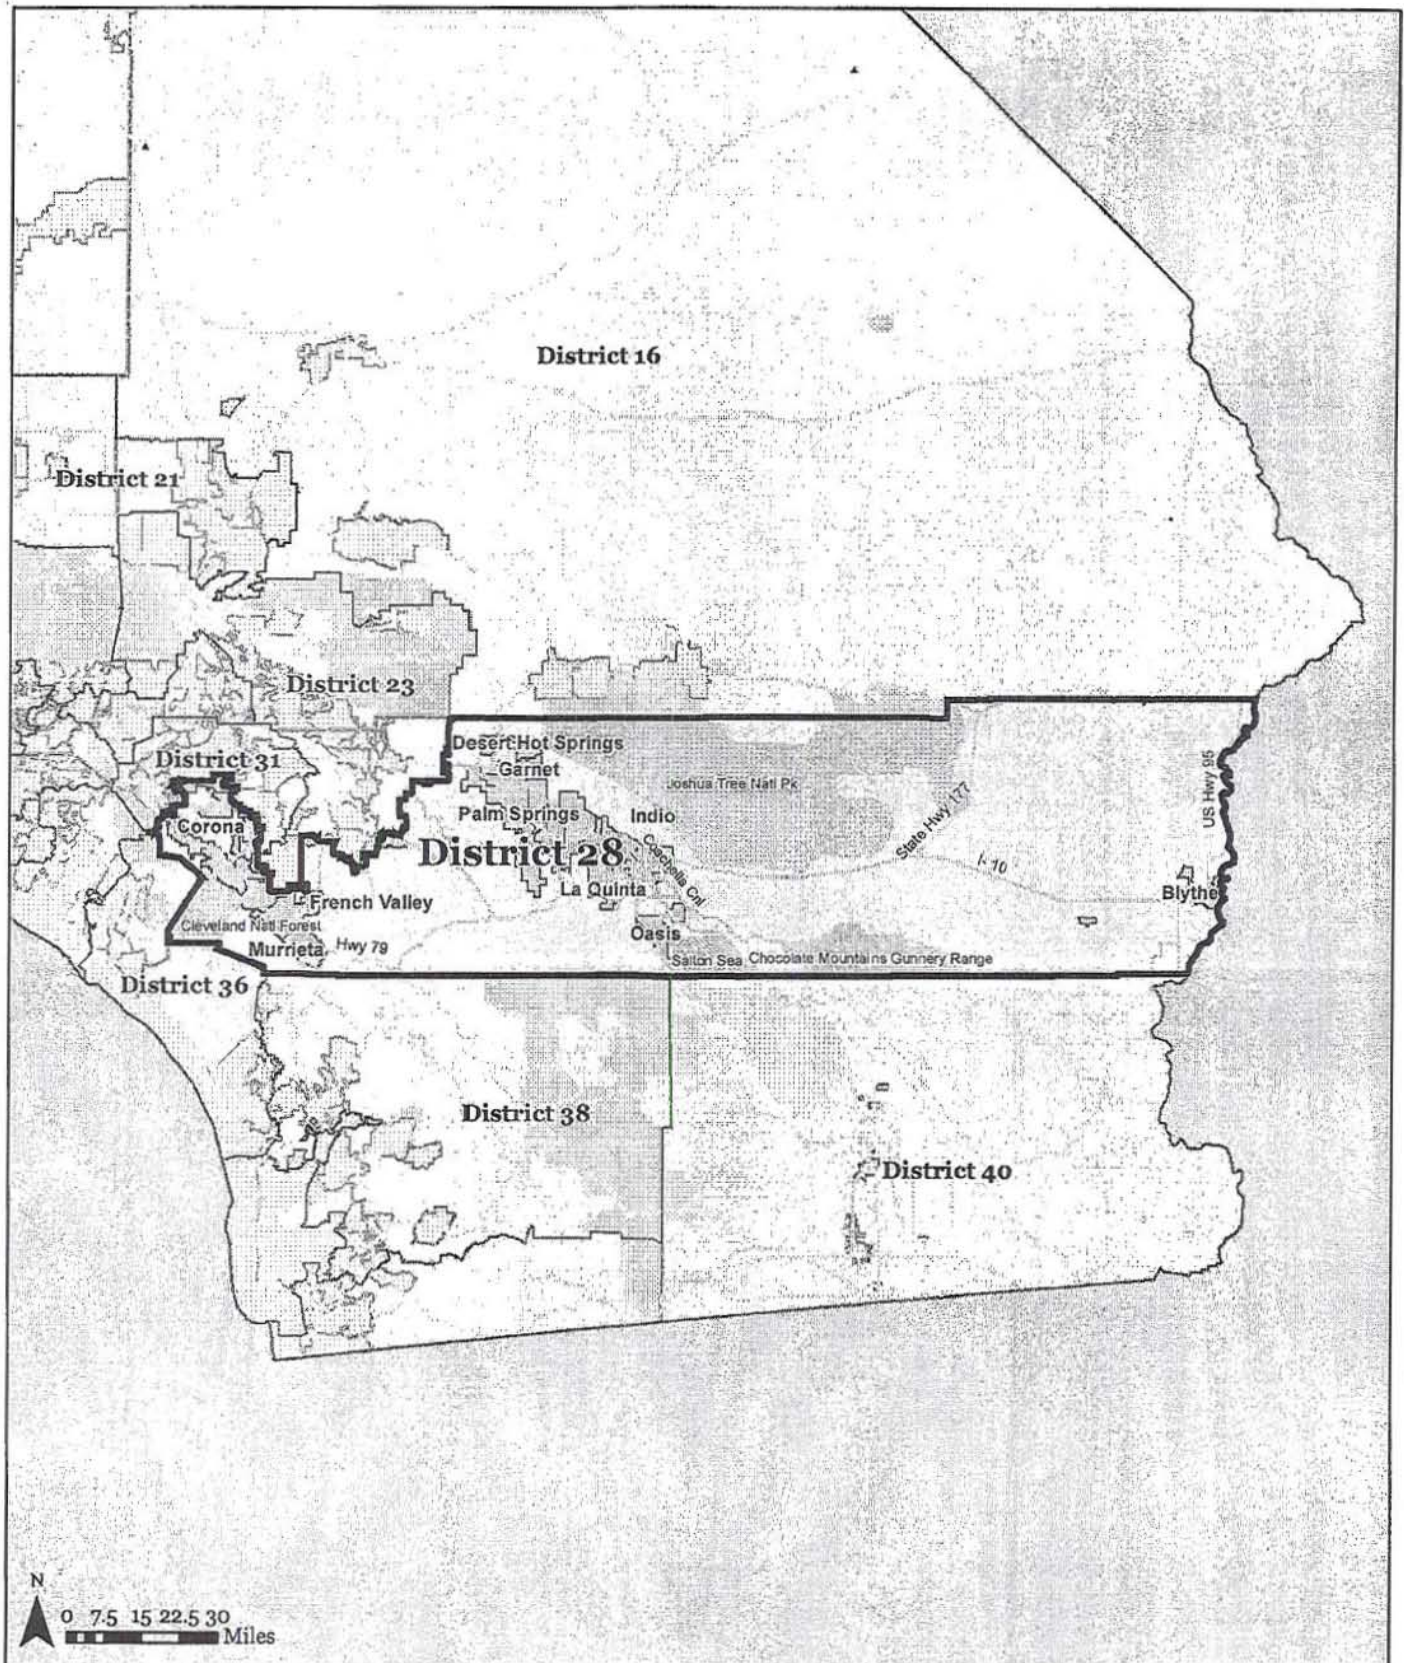 District 16
District 21
District 23
Desert Hot Springs
District 31
Garnet
Joshua Tree Natl Pk
US Hwy 95
State Hwy 177
Palm Springs
Indio
Corona
District 28
Coachella Cnl
I- 10
La Quinta
Blythe
French Valley
Cleveland Natl Forest
Oasis
Murrieta
Hwy 79
Salton Sea
Chocolate Mountains Gunnery Range
District 36
District 38
District 40
N
0 7.5 15 22.5 30
Miles